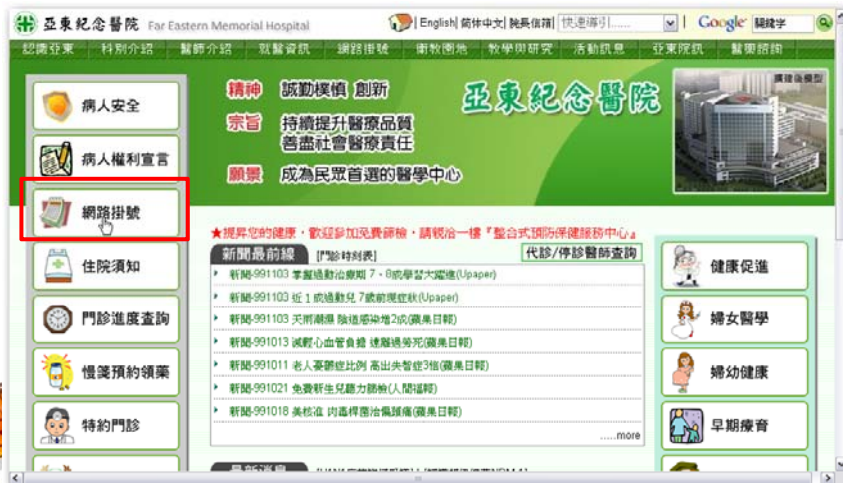 亞東紀念醫院 Far Eastern Memorial Hospital
English| 簡体中文| 院長信箱| 快速導引...... | Google 關鍵字
認識亞東 科別介紹 醫師介紹 就醫資訊 網路掛號 衛教園地 教學與研究 活動訊息 亞東院訊 醫療諮詢
病人安全
病人權利宣言
網路掛號
住院須知
門診進度查詢
慢箋預約領藥
特約門診
精神 誠勤樸慎 創新
宗旨 持續提升醫療品質
善盡社會醫療責任
願景 成為民眾首選的醫學中心
亞東紀念醫院
擴建後模型
★提昇您的健康，歡迎參加免費篩檢，請親洽一樓『整合式預防保健服務中心』
新聞最前線 [門診時刻表] 代診/停診醫師查詢
新聞-991103 掌握過動治療期 7、8成學習大躍進(Upaper)
新聞-991103 近 1 成過動兒 7歲前現症狀(Upaper)
新聞-991103 天雨潮濕 陰道感染增2成(蘋果日報)
新聞-991013 減輕心血管負擔 遠離過勞死(蘋果日報)
新聞-991011 老人憂鬱症比例 高出失智症3倍(蘋果日報)
新聞-991021 免費新生兒聽力篩檢(人間福報)
新聞-991018 美核准 肉毒桿菌治偏頭痛(蘋果日報)
.....more
健康促進
婦女醫學
婦幼健康
早期療育